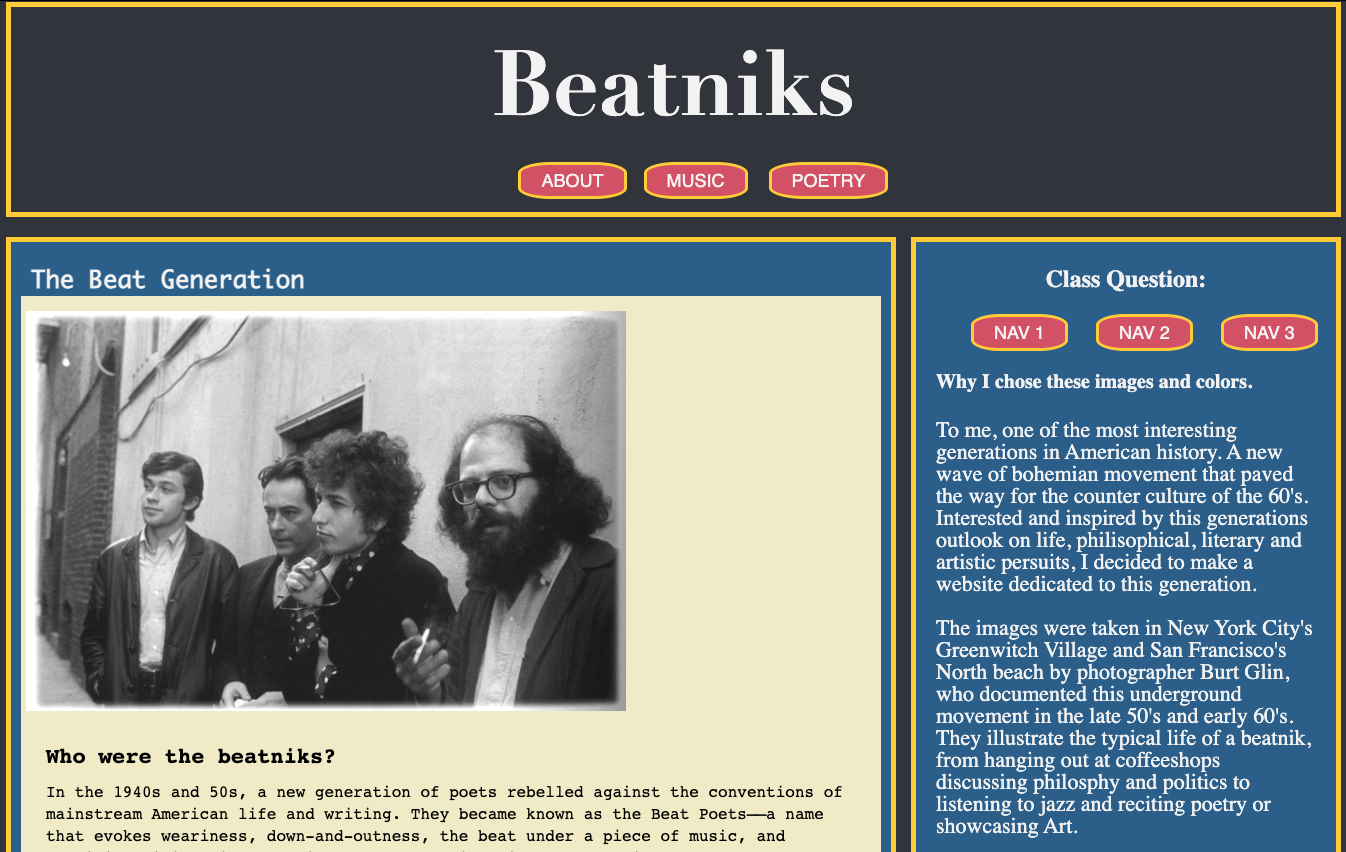 Beatniks
ABOUT MUSIC POETRY
The Beat Generation
Who were the beatniks?
In the 1940s and 50s, a new generation of poets rebelled against the conventions of
mainstream American life and writing. They became known as the Beat Poets––a name
that evokes weariness, down-and-outness, the beat under a piece of music, and
Class Question:
NAV 1 NAV 2 NAV 3
Why I chose these images and colors.
To me, one of the most interesting
generations in American history. A new
wave of bohemian movement that paved
the way for the counter culture of the 60's.
Interested and inspired by this generations
outlook on life, philisophical, literary and
artistic persuits, I decided to make a
website dedicated to this generation.
The images were taken in New York City's
Greenwitch Village and San Francisco's
North beach by photographer Burt Glin,
who documented this underground
movement in the late 50's and early 60's.
They illustrate the typical life of a beatnik,
from hanging out at coffeeshops
discussing philosphy and politics to
listening to jazz and reciting poetry or
showcasing Art.